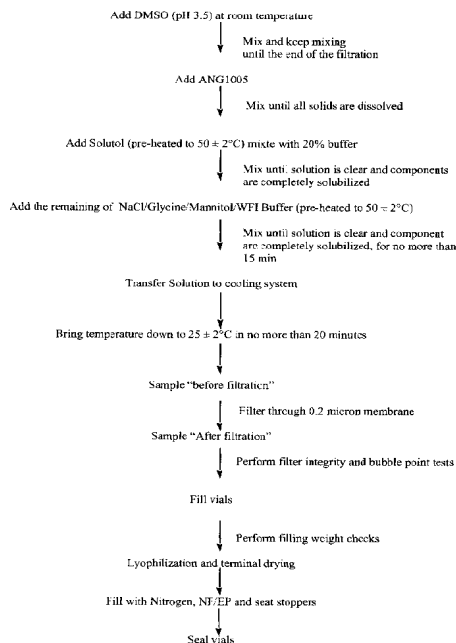 Add DMSO (pH 3.5) at room temperature
Mix and keep mixing
until the end of the filtration
Add ANG1005
Mix until all solids are dissolved
Add Solutol (pre-heated to 50 ± 2°C) mixte with 20% buffer
Mix until solution is clear and components
are completely solubilized
Add the remaining of NaCl/Glycine/Mannitol/WFI Buffer (pre-heated to 50 ± 2°C)
Mix until solution is clear and component
are completely solubilized, for no more than
15 min
Transfer Solution to cooling system
Bring temperature down to 25 ± 2°C in no more than 20 minutes
Sample "before filtration"
Filter through 0.2 micron membrane
Sample "After filtration"
Perform filter integrity and bubble point tests
Fill vials
Perform filling weight checks
Lyophilization and terminal drying
Fill with Nitrogen, NF/EP and seat stoppers
Seal vials